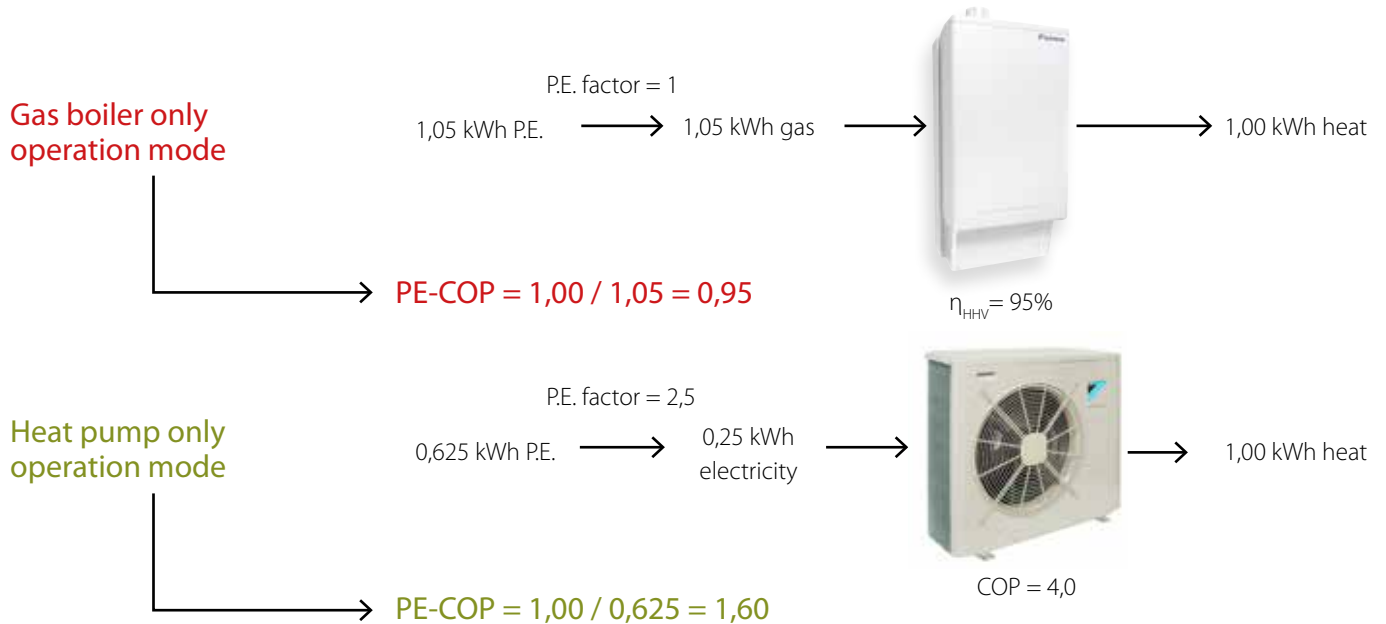 P.E. factor = 1
Gas boiler only
operation mode
1,05 kWh P.E.
1,05 kWh gas
1,00 kWh heat
PE-COP = 1,00 / 1,05 = 0,95
ηHHV= 95%
P.E. factor = 2,5
Heat pump only
operation mode
0,625 kWh P.E.
0,25 kWh
electricity
1,00 kWh heat
COP = 4,0
PE-COP = 1,00 / 0,625 = 1,60